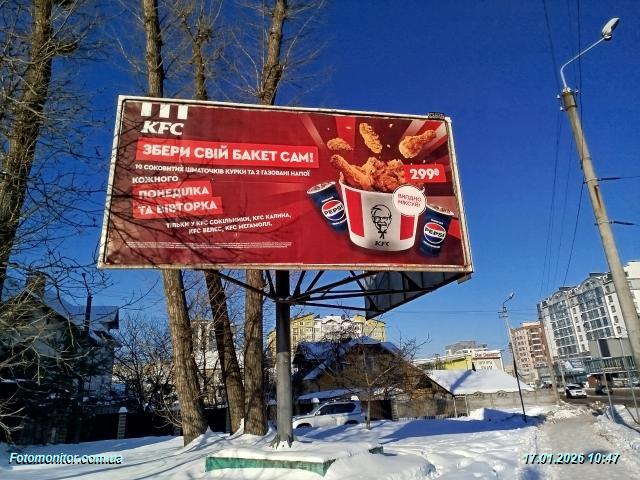 KFC
ЗБЕРИ СВІЙ БАКЕТ САМ!
10 СОКОВИТИХ ШМАТОЧКІВ КУРКИ ТА 2 ГАЗОВАНІ НАПОЇ
КОЖНОГО
ПОНЕДІЛКА
ТА ВІВТОРКА
ТІЛЬКИ У KFC СОКІЛЬНИКИ, KFC КАЛИНА,
KFC ВЕЛЕС, KFC МЕГАМОЛЛ.
299₴
ВИГІДНО
МІКСУЙ!
PEPSI
PEPSI
KFC
Fotomonitor.com.ua
17.01.2026 10:47